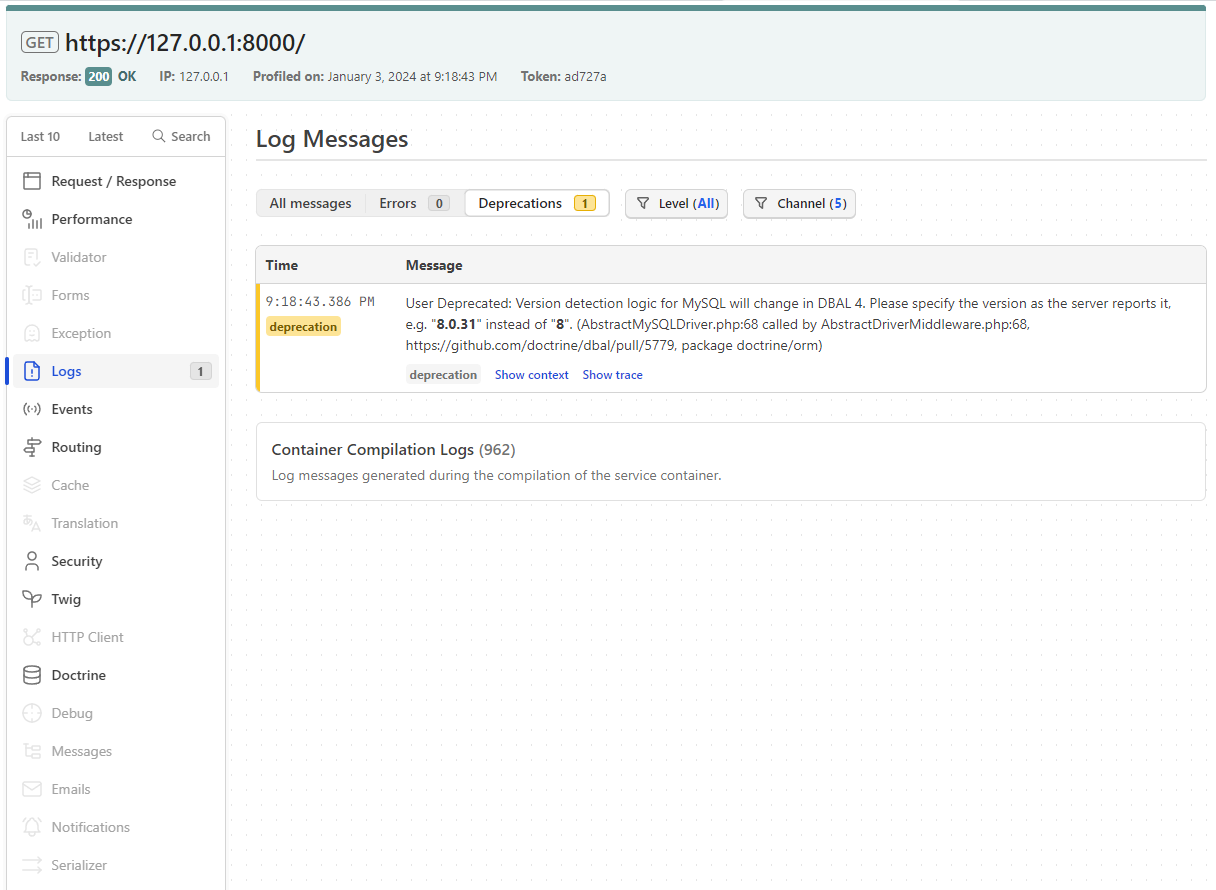 GET https://127.0.0.1:8000/
Response: 200 OK IP: 127.0.0.1 Profiled on: January 3, 2024 at 9:18:43 PM Token: ad727a
Last 10 Latest Search
Request / Response
Performance
Validator
Forms
Exception
Logs 1
Events
Routing
Cache
Translation
Security
Twig
HTTP Client
Doctrine
Debug
Messages
Emails
Notifications
Serializer
Log Messages
All messages Errors 0 Deprecations 1 Level (All) Channel (5)
Time Message
9:18:43.386 PM
deprecation
User Deprecated: Version detection logic for MySQL will change in DBAL 4. Please specify the version as the server reports it,
e.g. "8.0.31" instead of "8". (AbstractMySQLDriver.php:68 called by AbstractDriverMiddleware.php:68,
https://github.com/doctrine/dbal/pull/5779, package doctrine/orm)
deprecation Show context Show trace
Container Compilation Logs (962)
Log messages generated during the compilation of the service container.